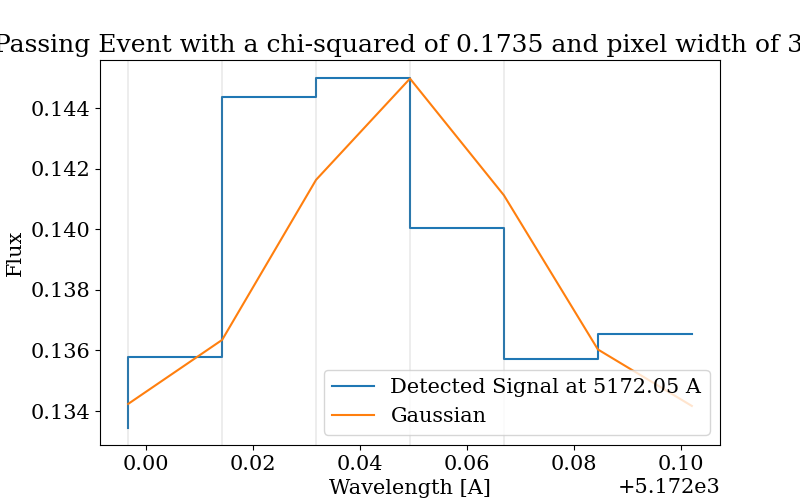 Passing Event with a chi-squared of 0.1735 and pixel width of 3
0.144
0.142
0.140
0.138
0.136
0.134
Flux
Detected Signal at 5172.05 A
Gaussian
0.00 0.02 0.04 0.06 0.08 0.10
Wavelength [A]
+5.172e3